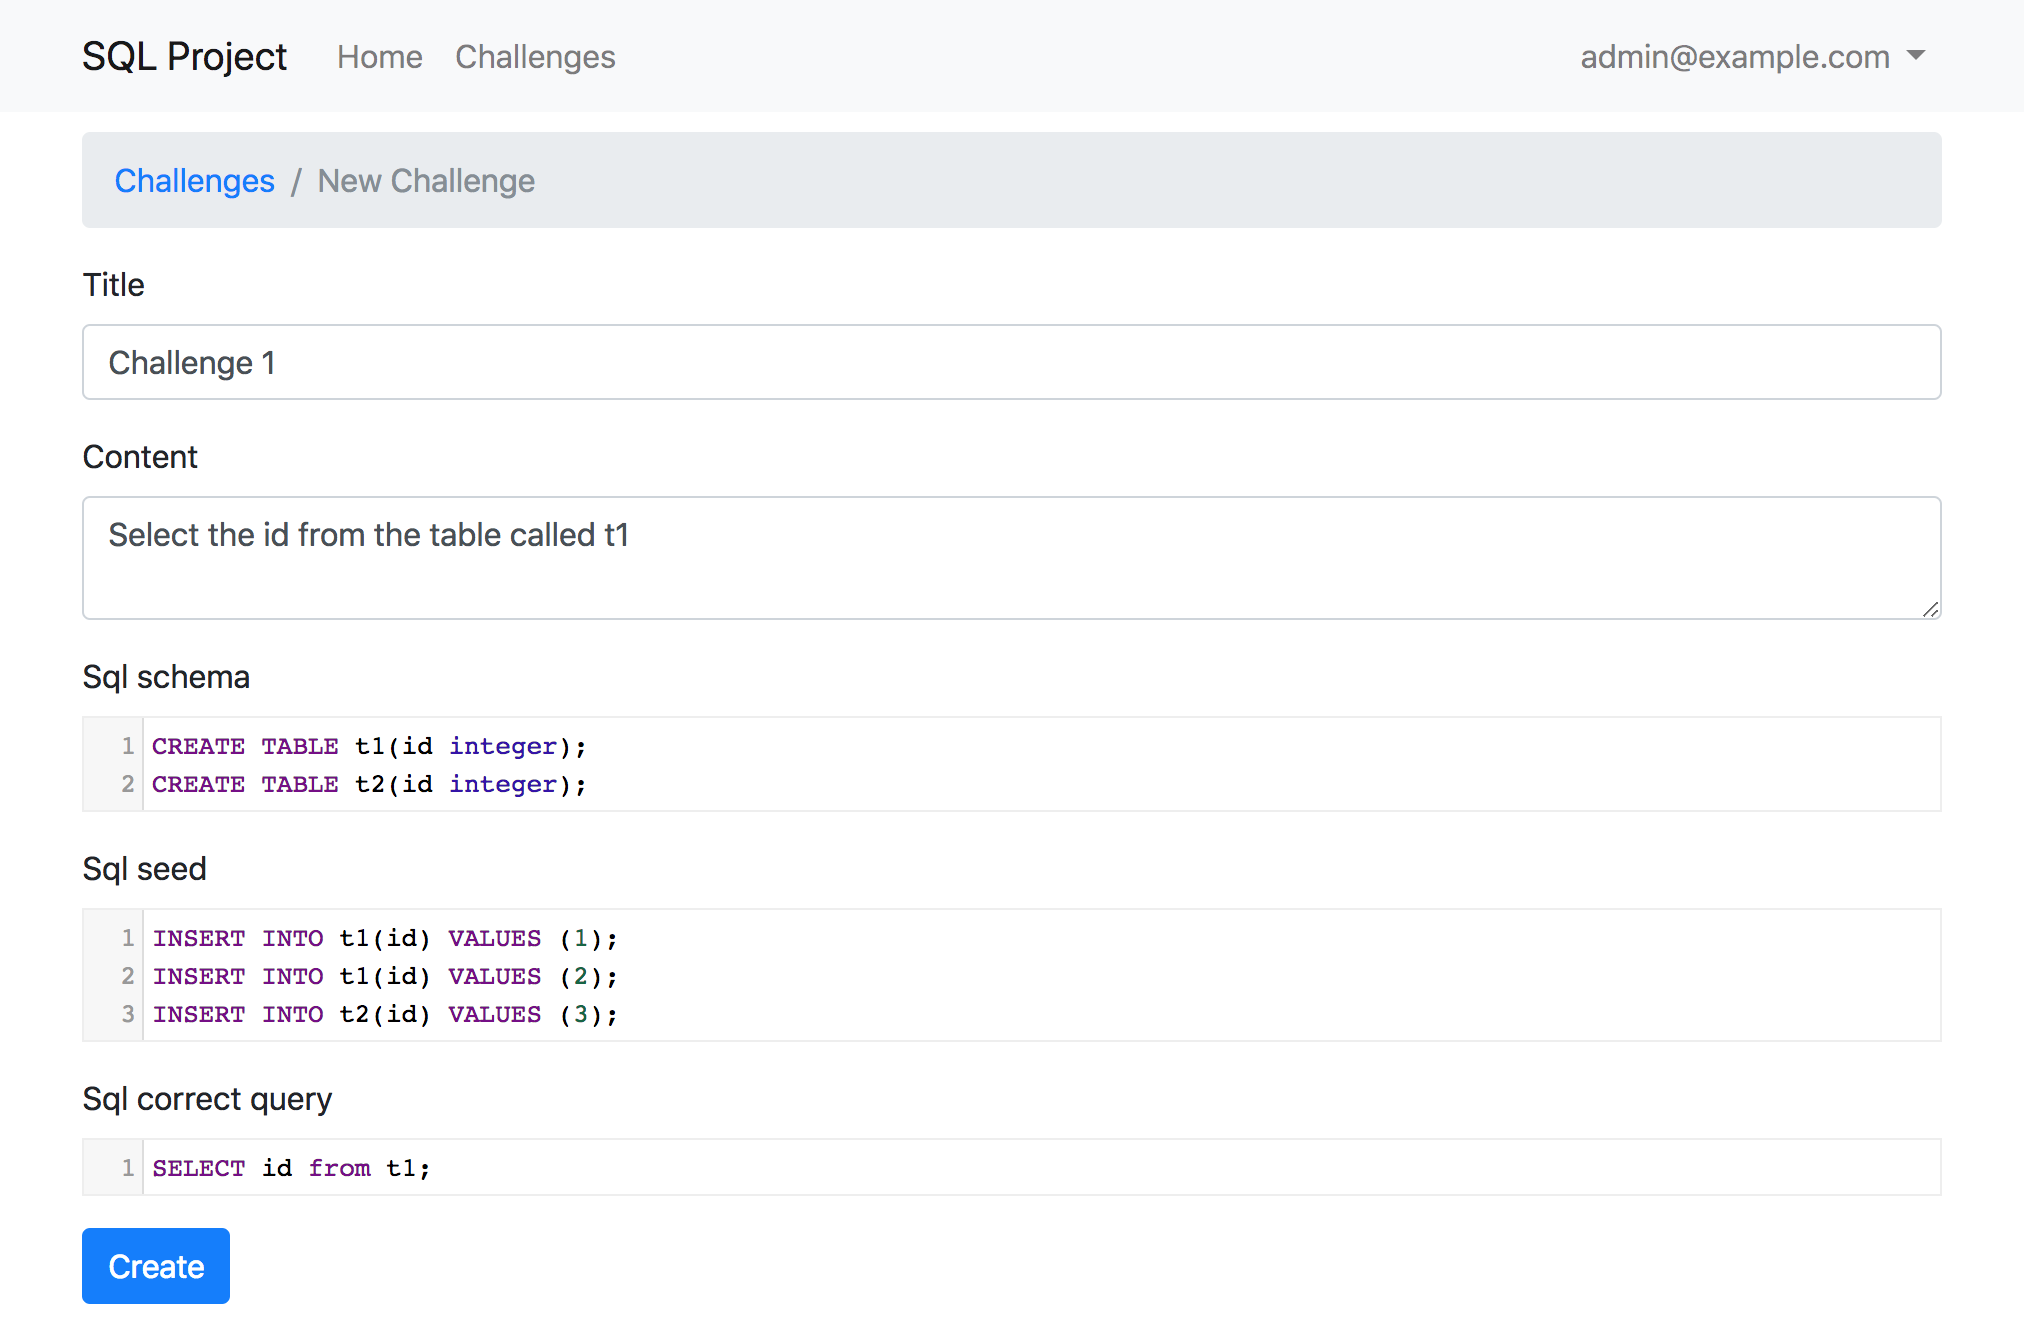 SQL Project Home Challenges admin@example.com
Challenges / New Challenge
Title
Challenge 1
Content
Select the id from the table called t1
Sql schema
1 CREATE TABLE t1(id integer);
2 CREATE TABLE t2(id integer);
Sql seed
1 INSERT INTO t1(id) VALUES (1);
2 INSERT INTO t1(id) VALUES (2);
3 INSERT INTO t2(id) VALUES (3);
Sql correct query
1 SELECT id from t1;
Create